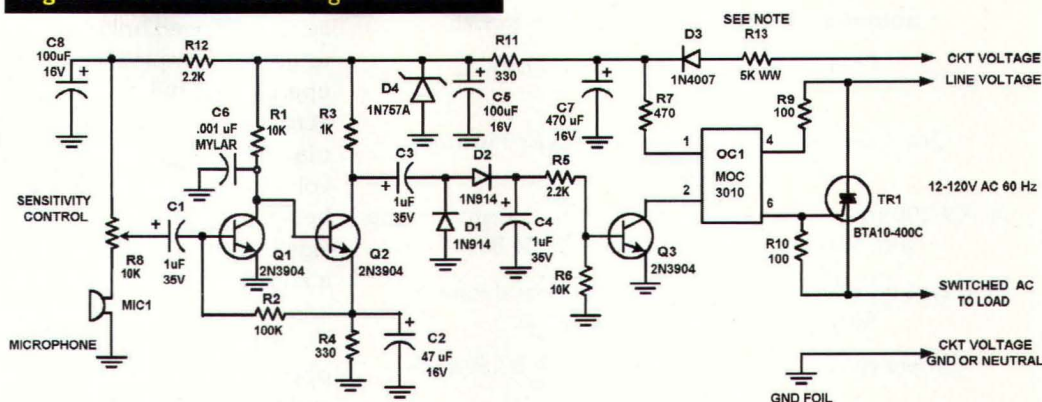 SEE NOTE
C8
100uF
16V
R12
2.2K
R11
330
D3
1N4007
R13
5K WW
CKT VOLTAGE
LINE VOLTAGE
C6
.001 uF
MYLAR
R1
10K
R3
1K
D4
1N757A
C5
100uF
16V
C7
470 uF
16V
R7
470
R9
100
SENSITIVITY
CONTROL
C1
1uF
35V
C3
1uF
35V
D2
1N914
R5
2.2K
1
OC1
MOC
3010
4
2
6
12-120V AC 60 Hz
TR1
BTA10-400C
R8
10K
Q1
2N3904
Q2
2N3904
D1
1N914
C4
1uF
35V
R6
10K
Q3
2N3904
R10
100
MIC1
MICROPHONE
R2
100K
R4
330
C2
47 uF
16V
SWITCHED AC
TO LOAD
CKT VOLTAGE
GND OR NEUTRAL
GND FOIL